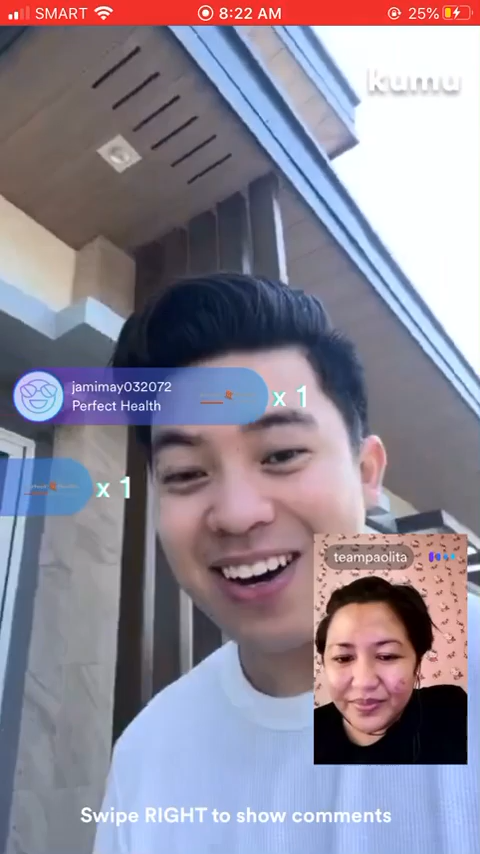 SMART
8:22 AM
25%
kumu
jamimay032072
Perfect Health
x 1
x 1
teampaolita
Swipe RIGHT to show comments